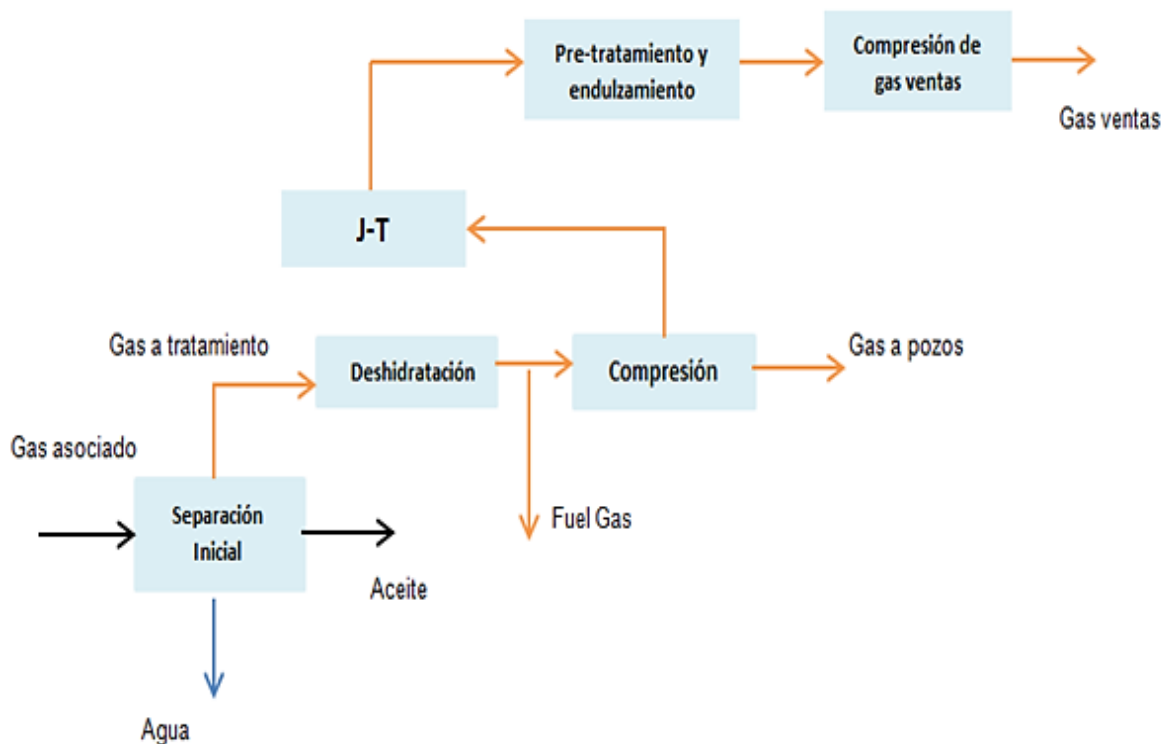 Pre-tratamiento y
endulzamiento
Compresión de
gas ventas
Gas ventas
J-T
Gas a tratamiento
Deshidratación
Compresión
Gas a pozos
Gas asociado
Separación
Inicial
Fuel Gas
Aceite
Agua